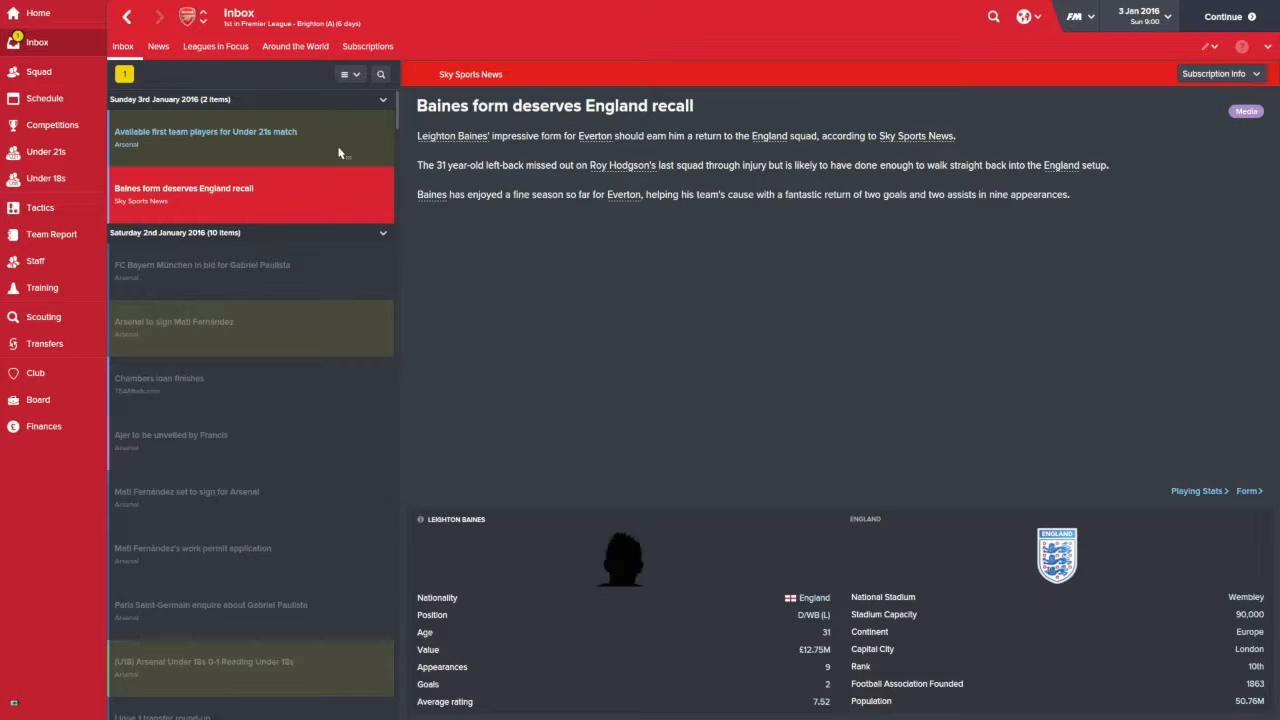 Home
1
Inbox
Squad
Schedule
Competitions
Under 21s
Under 18s
Tactics
Team Report
Staff
Training
Scouting
Transfers
Club
Board
Finances
Inbox
1st in Premier League - Brighton (A) (6 days)
FM
3 Jan 2016
Sun 9:00
Continue
Inbox
News
Leagues in Focus
Around the World
Subscriptions
1
Sunday 3rd January 2016 (2 items)
Available first team players for Under 21s match
Arsenal
Baines form deserves England recall
Sky Sports News
Saturday 2nd January 2016 (10 items)
FC Bayern München in bid for Gabriel Paulista
Arsenal
Arsenal to sign Mati Fernández
Arsenal
Chambers loan finishes
TEAMtalk.com
Ajer to be unveiled by Francis
Arsenal
Mati Fernández set to sign for Arsenal
Arsenal
Mati Fernández's work permit application
Arsenal
Paris Saint-Germain enquire about Gabriel Paulista
Arsenal
(U18) Arsenal Under 18s 0-1 Reading Under 18s
Arsenal
Ligue 1 transfer round-up
Sky Sports News
Subscription Info
Baines form deserves England recall
Media
Leighton Baines' impressive form for Everton should earn him a return to the England squad, according to Sky Sports News.
The 31 year-old left-back missed out on Roy Hodgson's last squad through injury but is likely to have done enough to walk straight back into the England setup.
Baines has enjoyed a fine season so far for Everton, helping his team's cause with a fantastic return of two goals and two assists in nine appearances.
Playing Stats
Form
LEIGHTON BAINES
Nationality England
Position D/WB (L)
Age 31
Value £12.75M
Appearances 9
Goals 2
Average rating 7.52
ENGLAND
ENGLAND
National Stadium Wembley
Stadium Capacity 90,000
Continent Europe
Capital City London
Rank 10th
Football Association Founded 1863
Population 50.76M